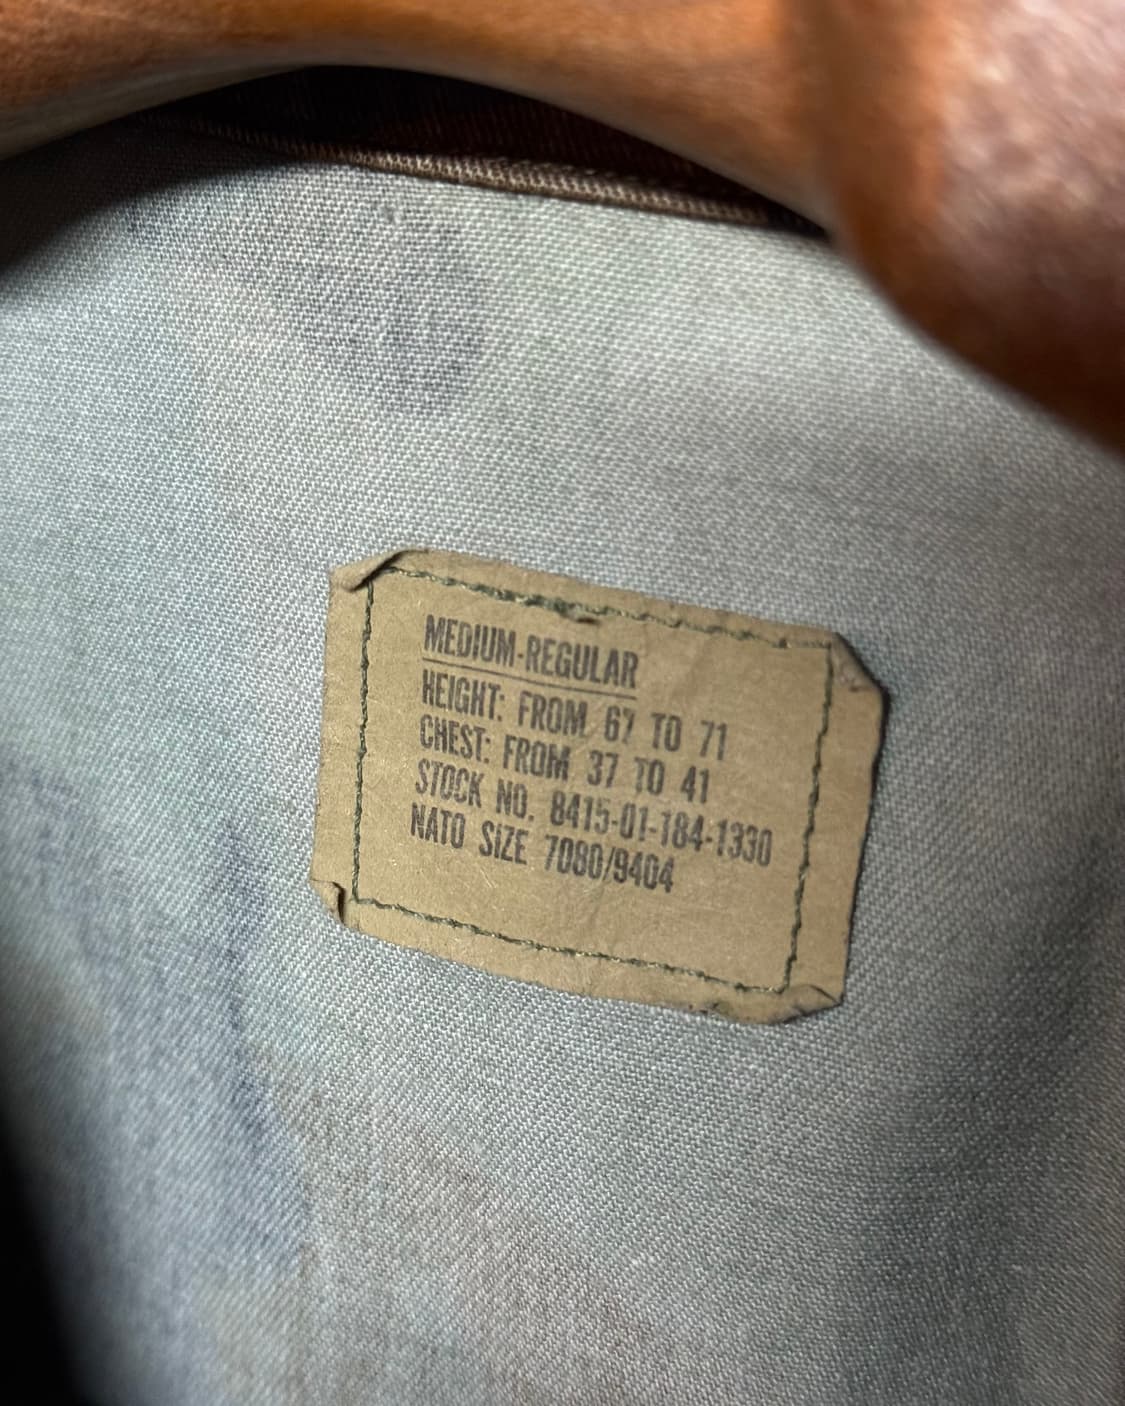 MEDIUM-REGULAR
HEIGHT: FROM 67 TO 71
CHEST: FROM 37 TO 41
STOCK NO. 8415-01-184-1330
NATO SIZE 7080/9404